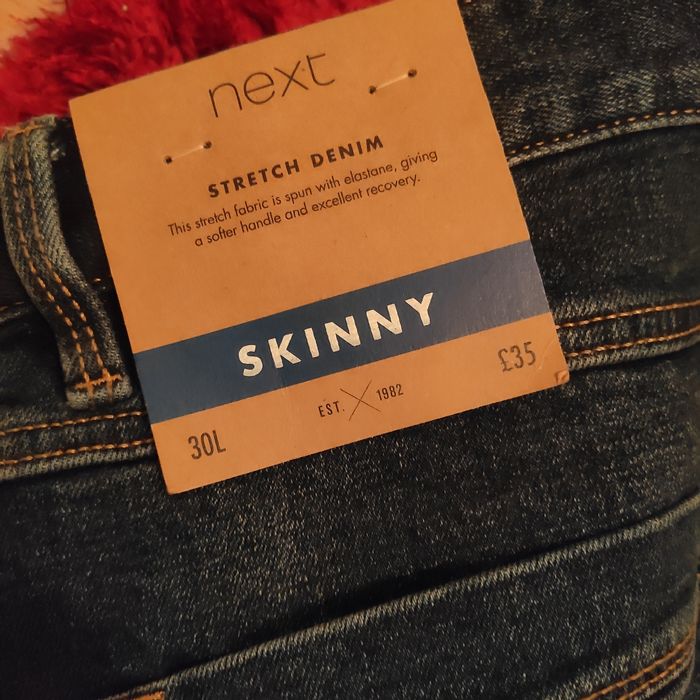 next
STRETCH DENIM
This stretch fabric is spun with elastane, giving
a softer handle and excellent recovery.
SKINNY
£35
EST. 1982
30L